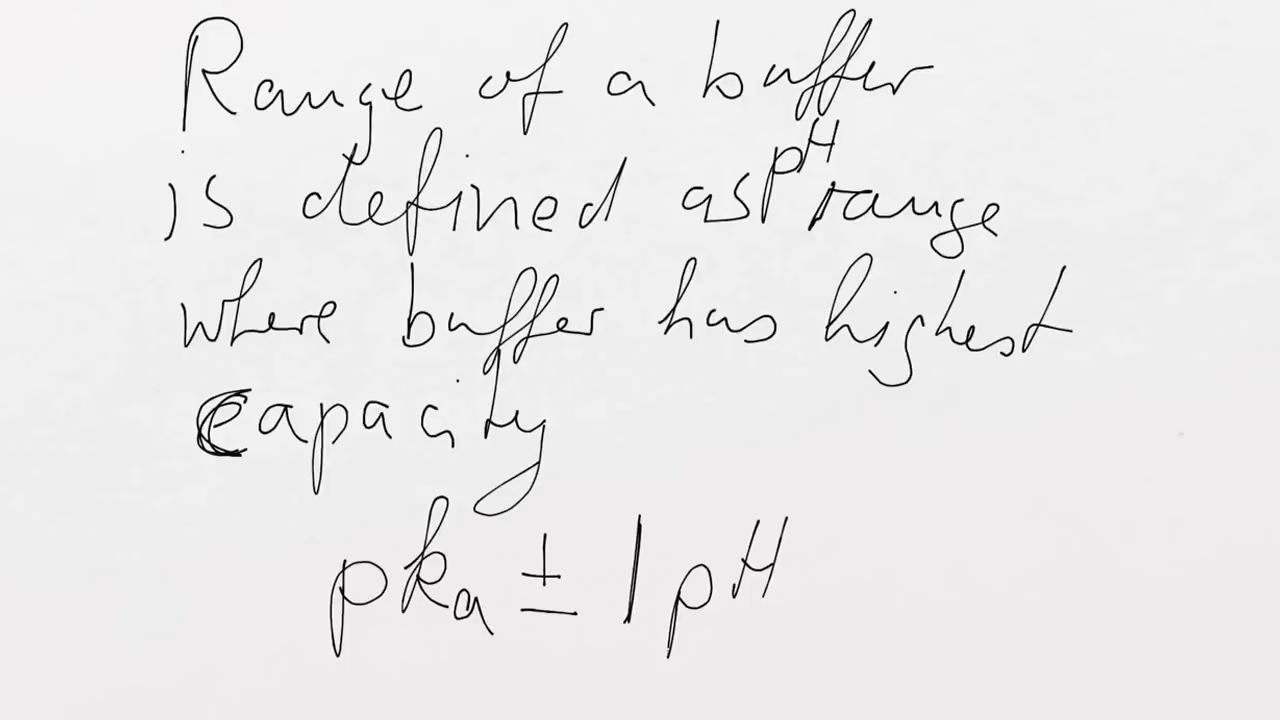 Range of a buffer
is defined as pH range
where buffer has highest
capacity
pka ± 1 pH